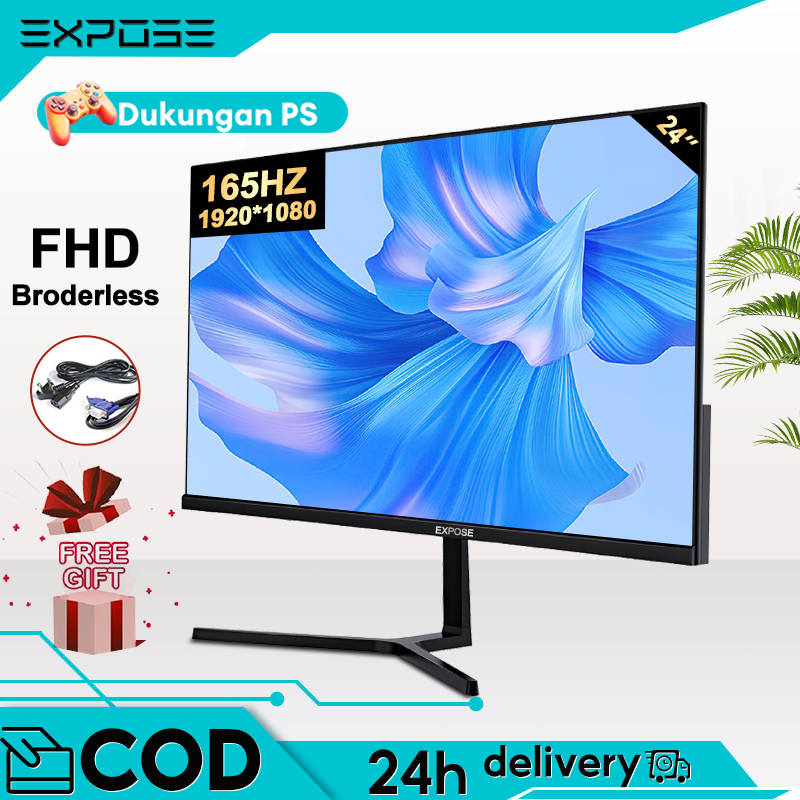 EXPOSE
Dukungan PS
165HZ
1920*1080
24"
FHD
Broderless
EXPOSE
FREE
GIFT
COD
24h delivery